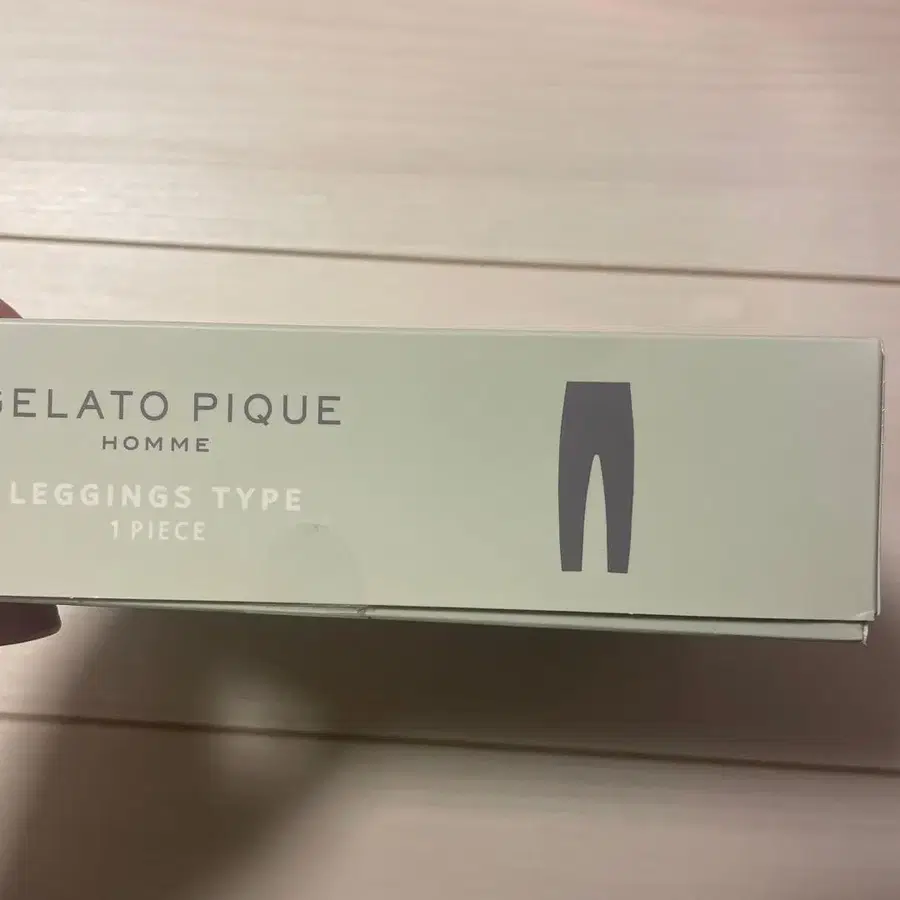 GELATO PIQUE
HOMME
LEGGINGS TYPE
1 PIECE